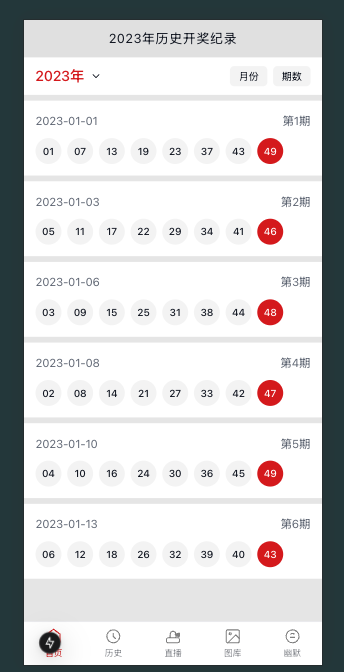 2023年历史开奖纪录
2023年 月份 期数
2023-01-01 第1期
01 07 13 19 23 37 43 49
2023-01-03 第2期
05 11 17 22 29 34 41 46
2023-01-06 第3期
03 09 15 25 31 38 44 48
2023-01-08 第4期
02 08 14 21 27 33 42 47
2023-01-10 第5期
04 10 16 24 30 36 45 49
2023-01-13 第6期
06 12 18 26 32 39 40 43
首页 历史 直播 图库 幽默